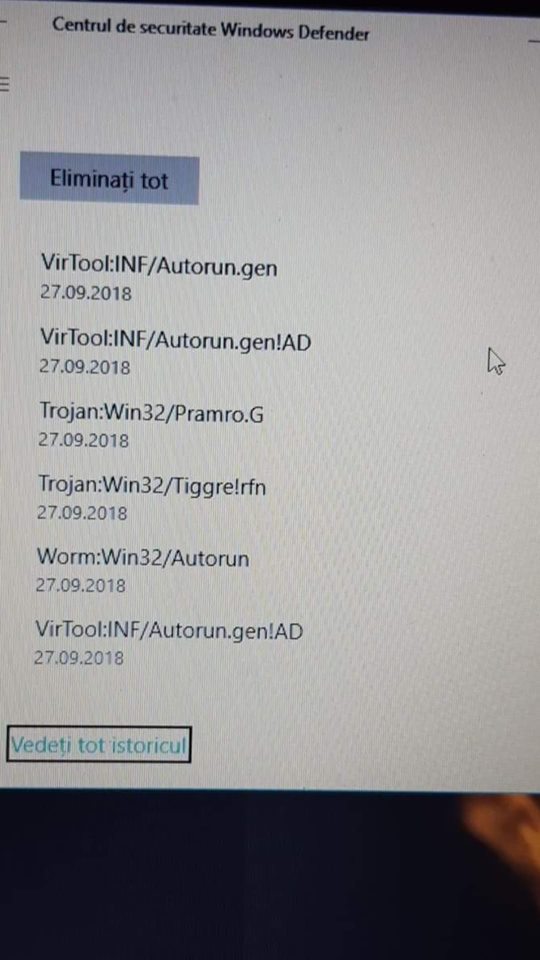 Centrul de securitate Windows Defender
Eliminați tot
VirTool:INF/Autorun.gen
27.09.2018
VirTool:INF/Autorun.gen!AD
27.09.2018
Trojan:Win32/Pramro.G
27.09.2018
Trojan:Win32/Tiggre!rfn
27.09.2018
Worm:Win32/Autorun
27.09.2018
VirTool:INF/Autorun.gen!AD
27.09.2018
Vedeți tot istoricul